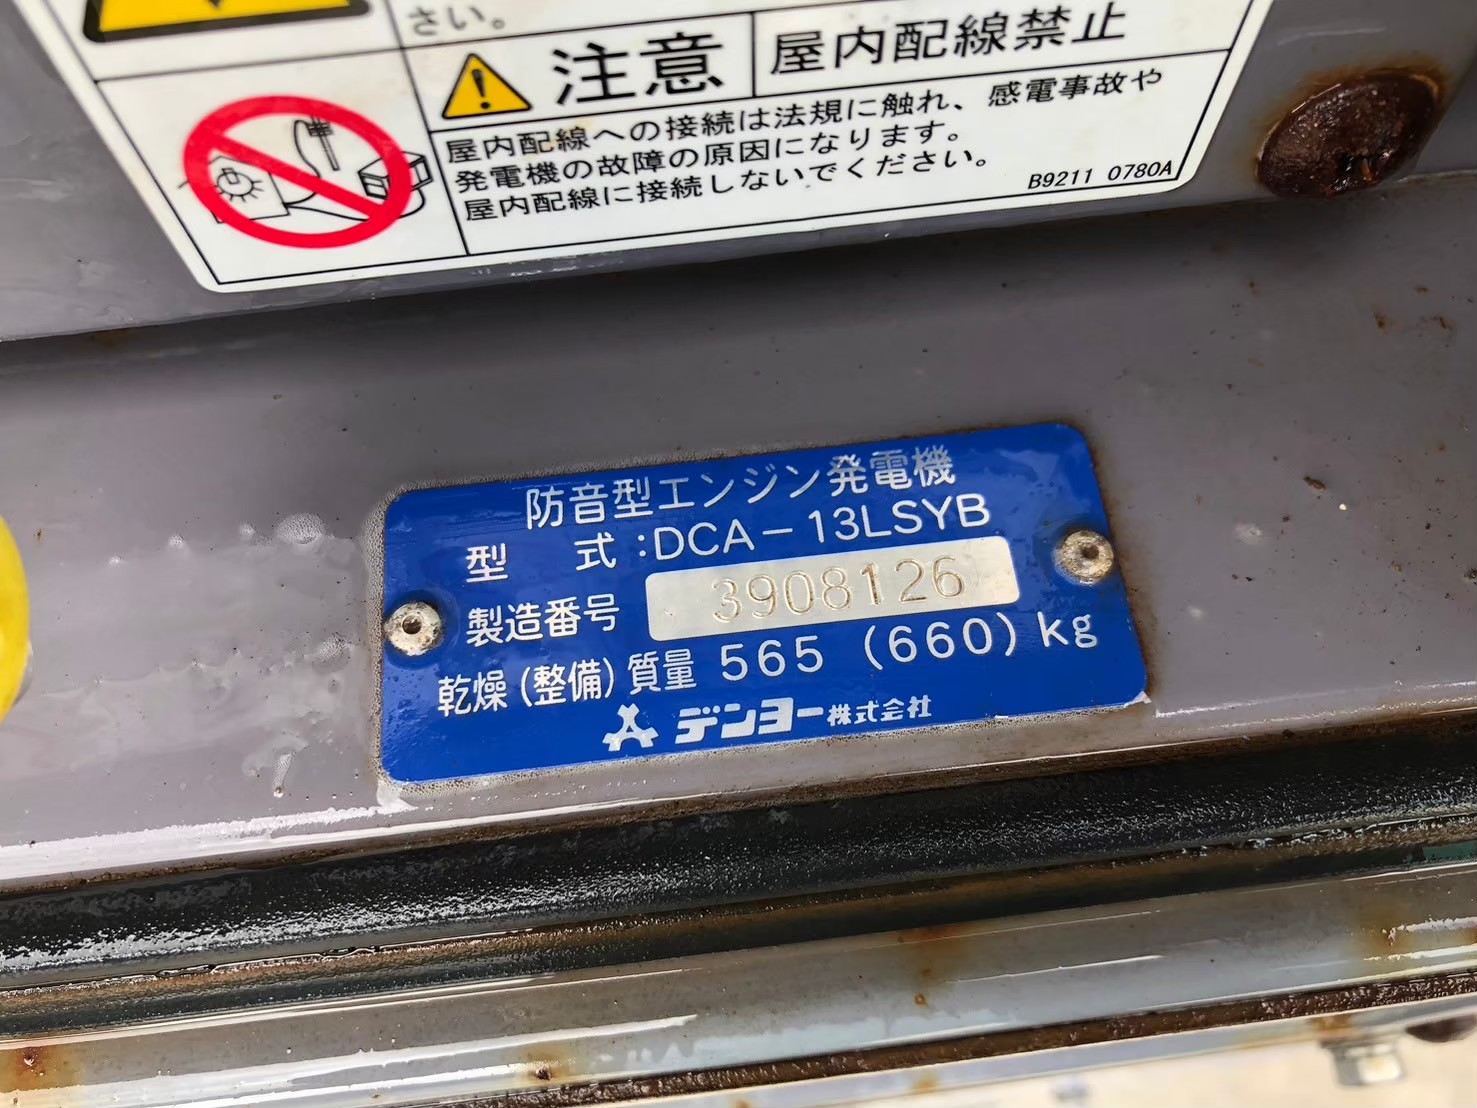 さい。
注意 屋内配線禁止
屋内配線への接続は法規に触れ、感電事故や
発電機の故障の原因になります。
屋内配線に接続しないでください。
B9211 0780A
防音型エンジン発電機
型 式:DCA-13LSYB
製造番号 3908126
乾燥(整備)質量 565 (660)kg
デンヨー株式会社